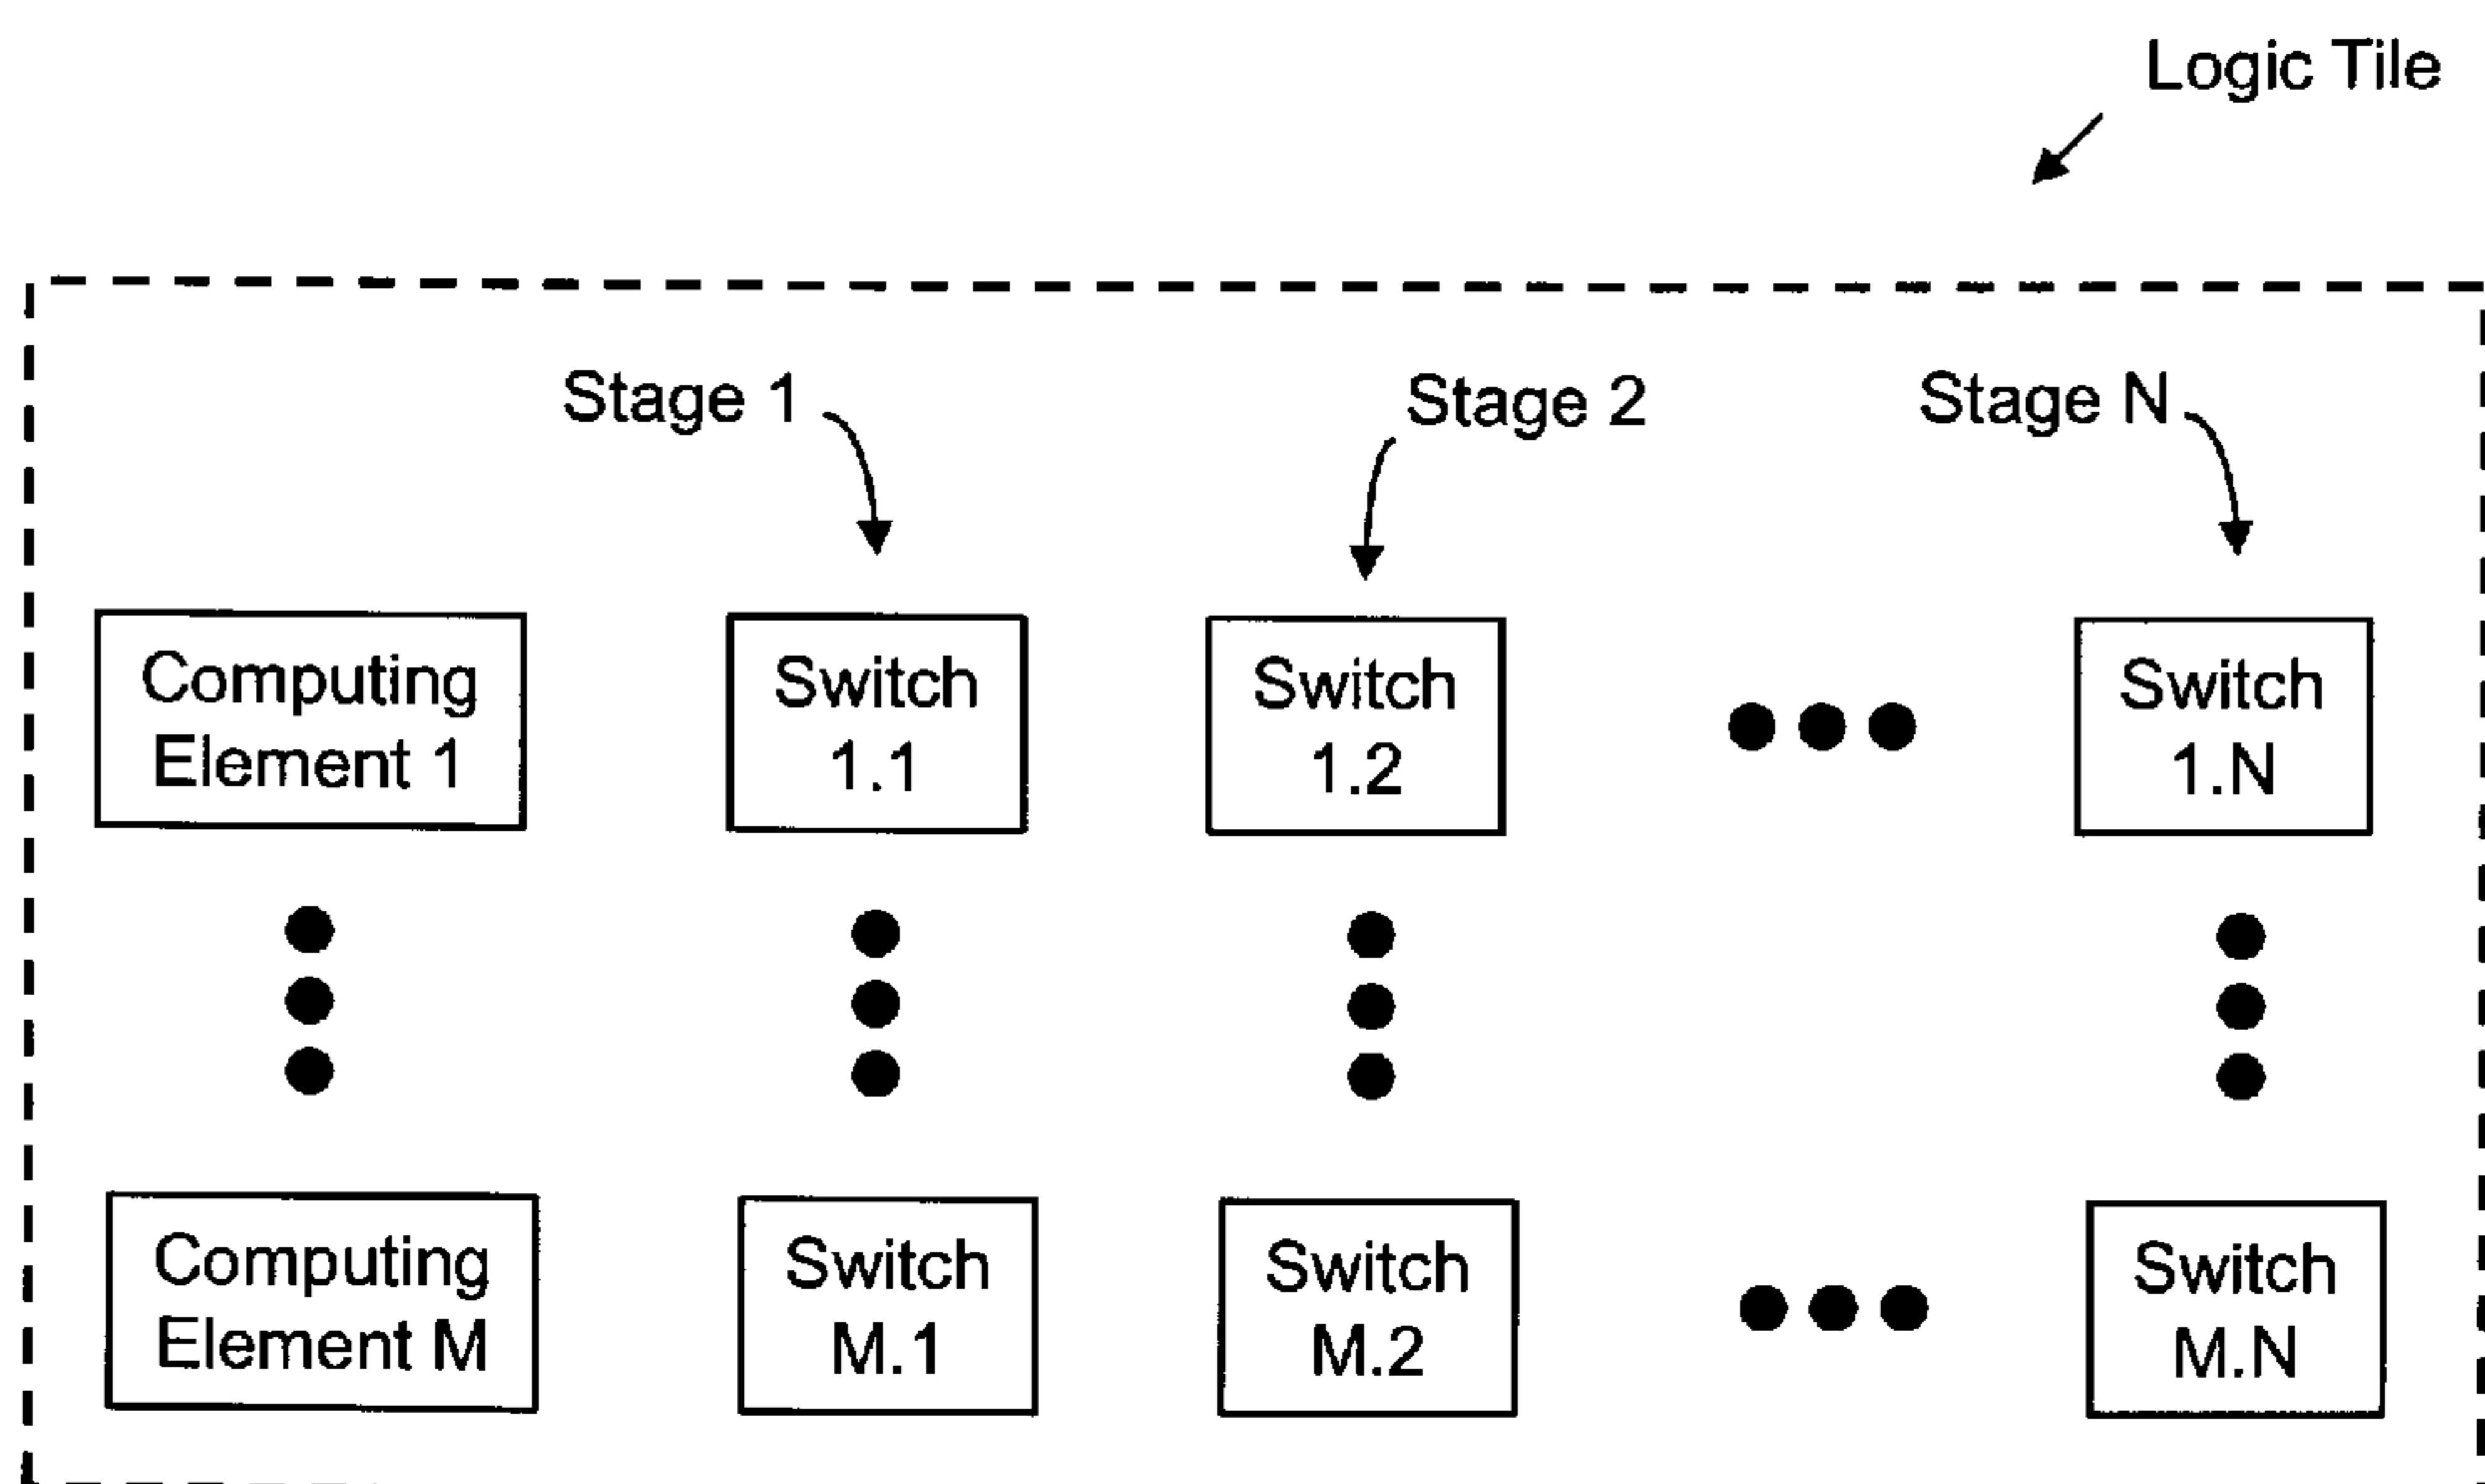 Logic Tile
Stage 1
Stage 2
Stage N
Computing
Element 1
Switch
1.1
Switch
1.2
Switch
1.N
Computing
Element M
Switch
M.1
Switch
M.2
Switch
M.N